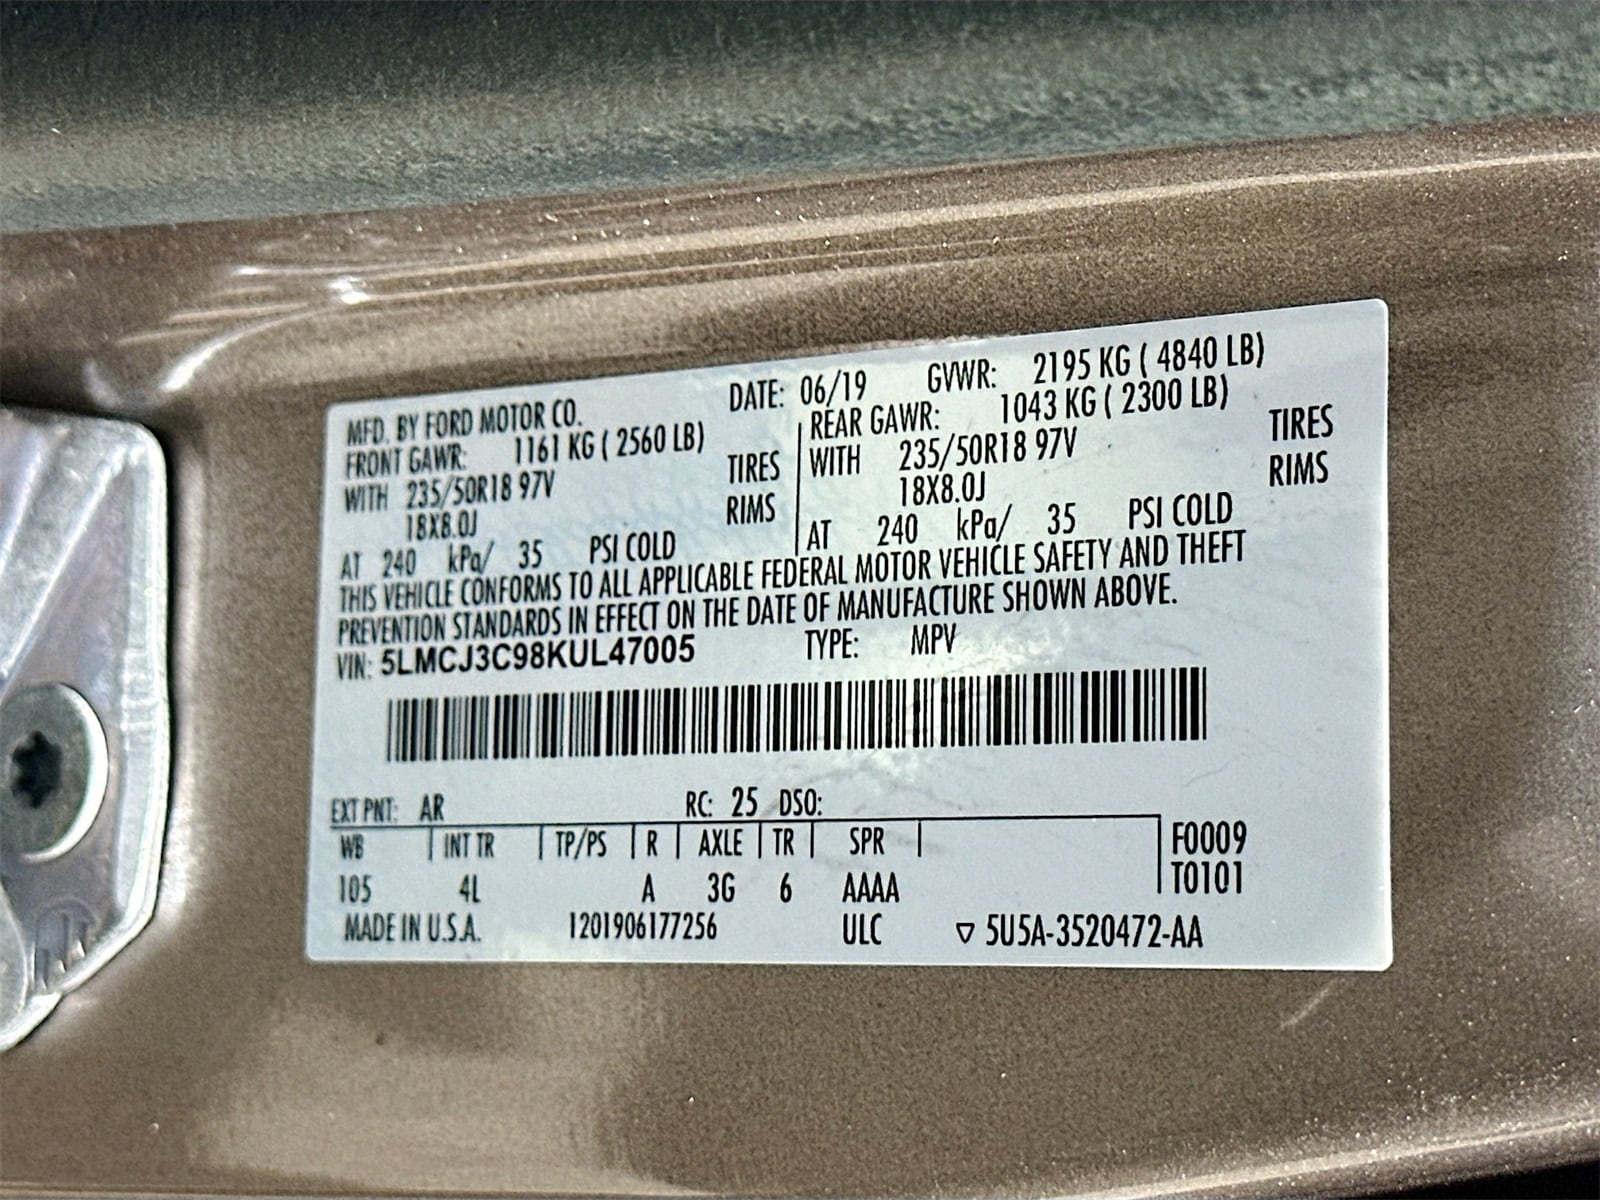 MFD. BY FORD MOTOR CO. DATE: 06/19 GVWR: 2195 KG ( 4840 LB)
FRONT GAWR: 1161 KG ( 2560 LB) REAR GAWR: 1043 KG ( 2300 LB)
WITH 235/50R18 97V TIRES WITH 235/50R18 97V TIRES
18X8.0J RIMS 18X8.0J RIMS
AT 240 kPa/ 35 PSI COLD AT 240 kPa/ 35 PSI COLD
THIS VEHICLE CONFORMS TO ALL APPLICABLE FEDERAL MOTOR VEHICLE SAFETY AND THEFT
PREVENTION STANDARDS IN EFFECT ON THE DATE OF MANUFACTURE SHOWN ABOVE.
VIN: 5LMCJ3C98KUL47005 TYPE: MPV
EXT PNT: AR RC: 25 DSO:
WB INT TR TP/PS R AXLE TR SPR F0009
105 4L A 3G 6 AAAA T0101
MADE IN U.S.A. 1201906177256 ULC ▽ 5U5A-3520472-AA